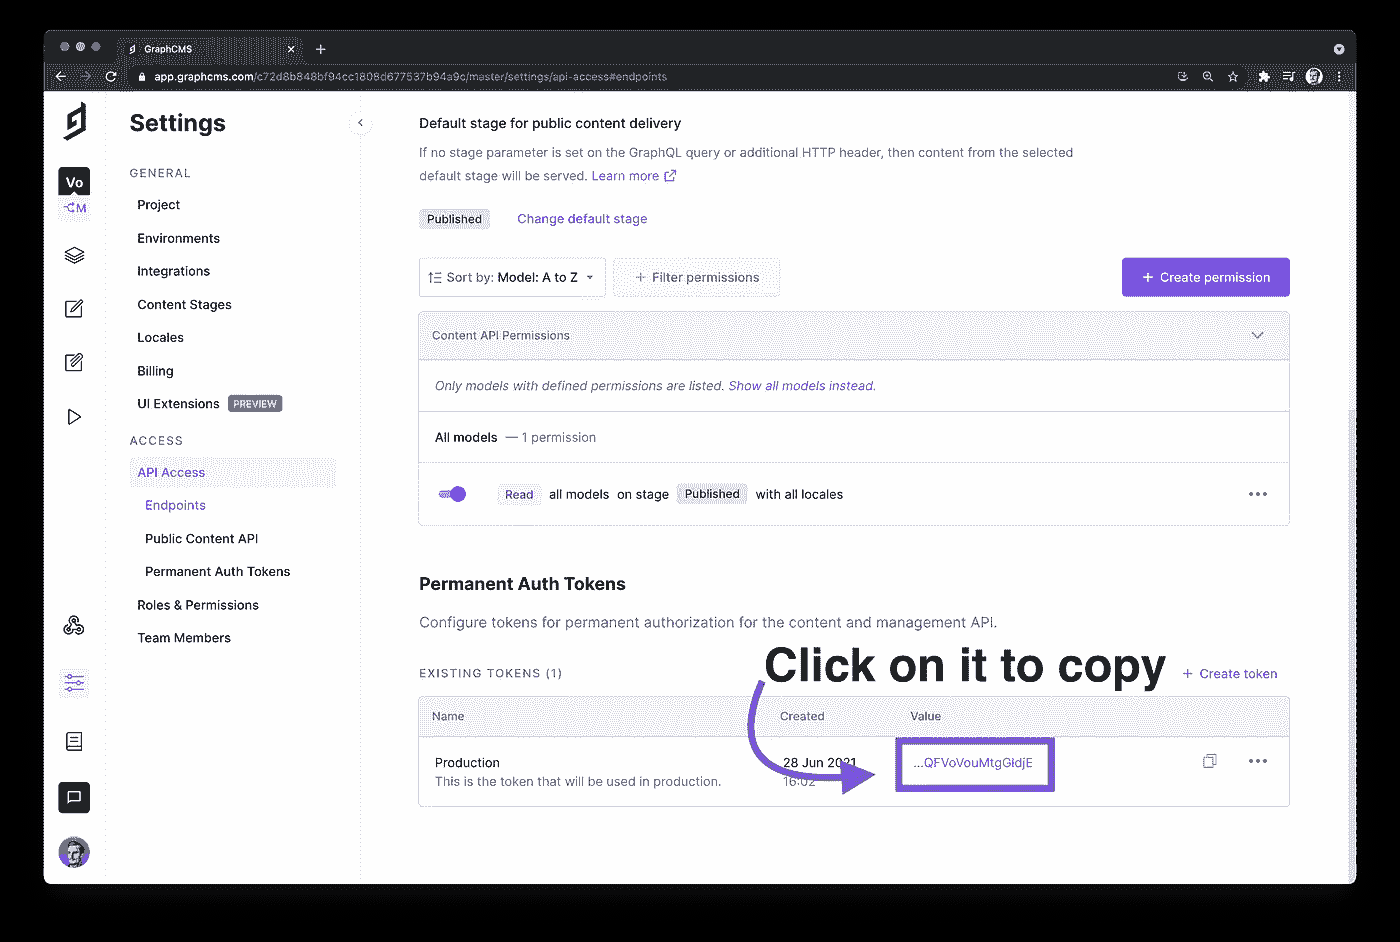 GraphCMS
app.graphcms.com/c72d8b848bf94cc1808d677537b94a9c/master/settings/api-access#endpoints
Settings
Vo
M
GENERAL
Project
Environments
Integrations
Content Stages
Locales
Billing
UI Extensions PREVIEW
ACCESS
API Access
Endpoints
Public Content API
Permanent Auth Tokens
Roles & Permissions
Team Members
Default stage for public content delivery
If no stage parameter is set on the GraphQL query or additional HTTP header, then content from the selected
default stage will be served. Learn more
Published Change default stage
Sort by: Model: A to Z + Filter permissions + Create permission
Content API Permissions
Only models with defined permissions are listed. Show all models instead.
All models — 1 permission
Read all models on stage Published with all locales
Permanent Auth Tokens
Configure tokens for permanent authorization for the content and management API.
Click on it to copy
EXISTING TOKENS (1) + Create token
Name Created Value
Production 28 Jun 2021 ...QFVoVouMtgGldjE
This is the token that will be used in production. 16:02